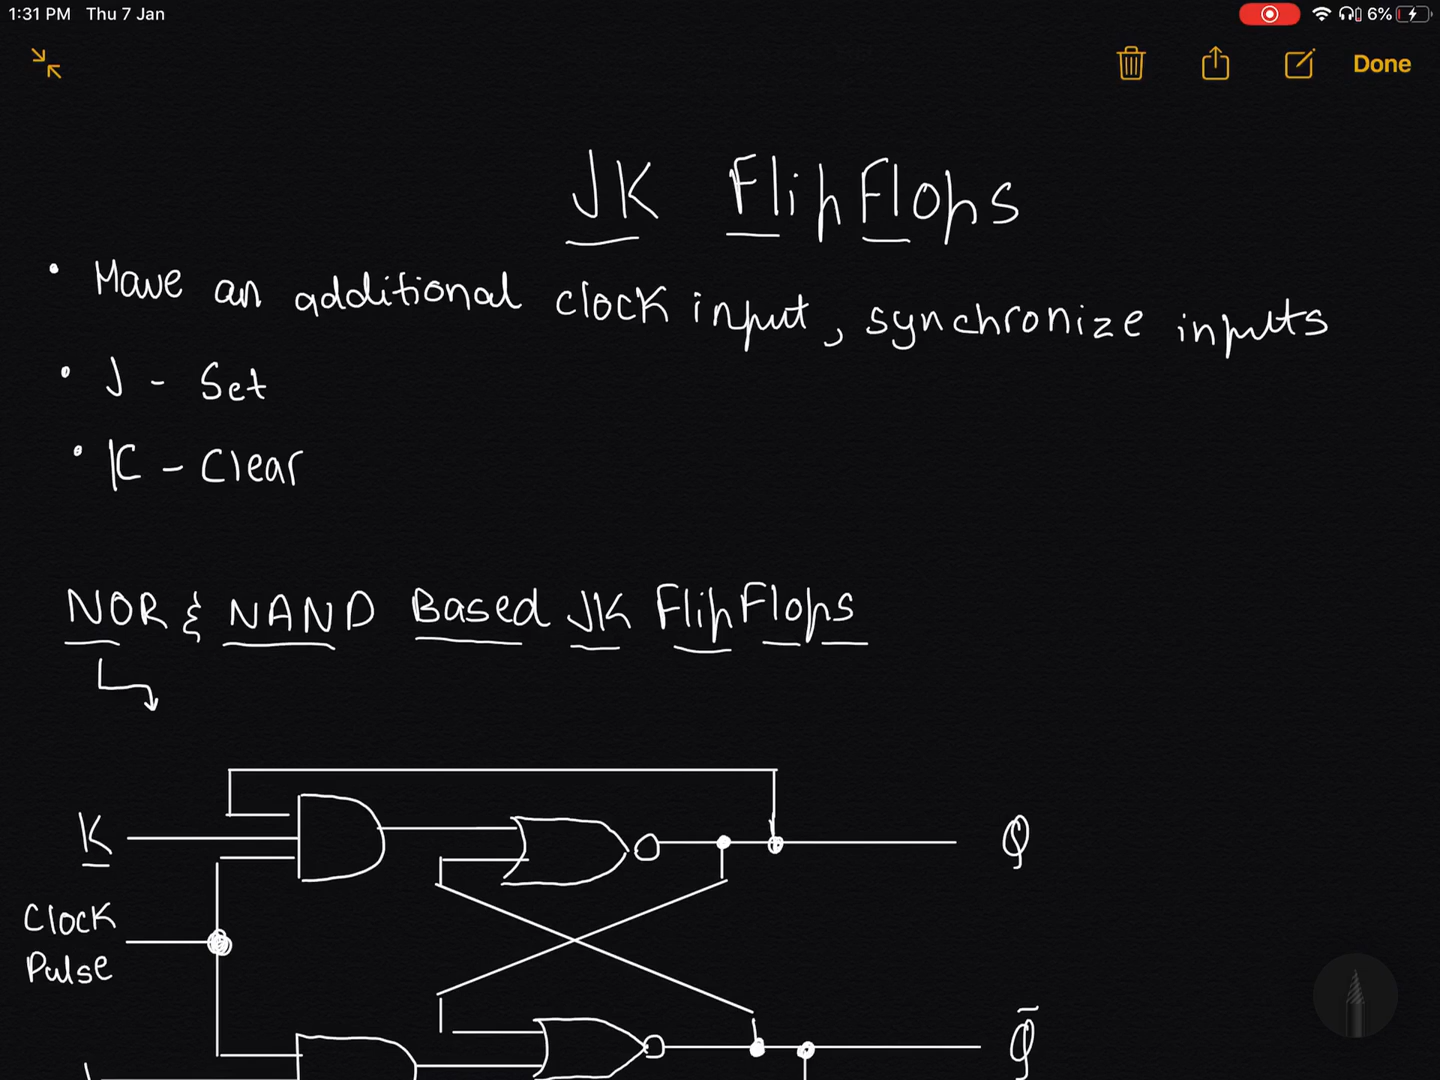 1:31 PM Thu 7 Jan 6%
Done
JK FlipFlops
• Have an additional clock input, synchronize inputs
• J - Set
• K - Clear
NOR & NAND Based JK FlipFlops
K
Q
Clock
Pulse
Q̄